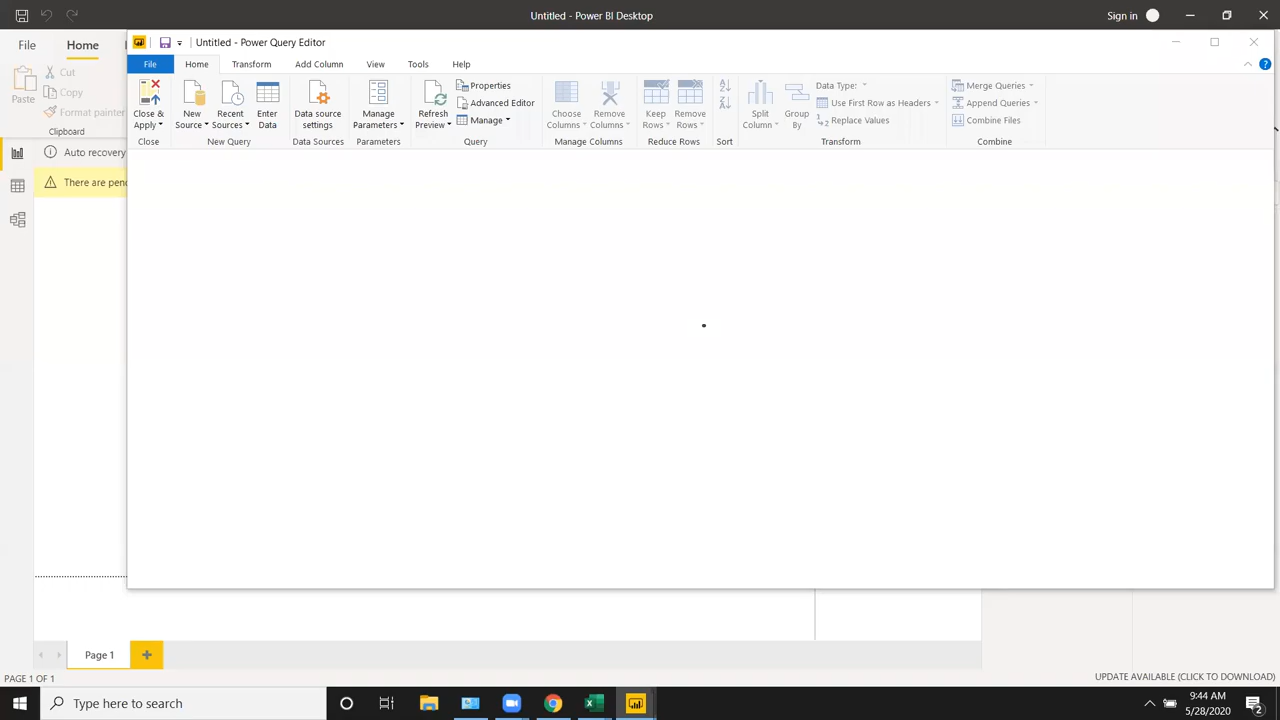 Untitled - Power BI Desktop
Sign in
File
Home
Untitled - Power Query Editor
File
Home
Transform
Add Column
View
Tools
Help
Paste
Cut
Copy
Format painter
Clipboard
Close &
Apply
Close
New
Source
Recent
Sources
Enter
Data
New Query
Data source
settings
Data Sources
Manage
Parameters
Parameters
Refresh
Preview
Properties
Advanced Editor
Manage
Query
Choose
Columns
Remove
Columns
Manage Columns
Keep
Rows
Remove
Rows
Reduce Rows
Sort
Split
Column
Group
By
Data Type:
Use First Row as Headers
Replace Values
Transform
Merge Queries
Append Queries
Combine Files
Combine
Auto recovery
There are pen
Page 1
PAGE 1 OF 1
UPDATE AVAILABLE (CLICK TO DOWNLOAD)
Type here to search
9:44 AM
5/28/2020
2